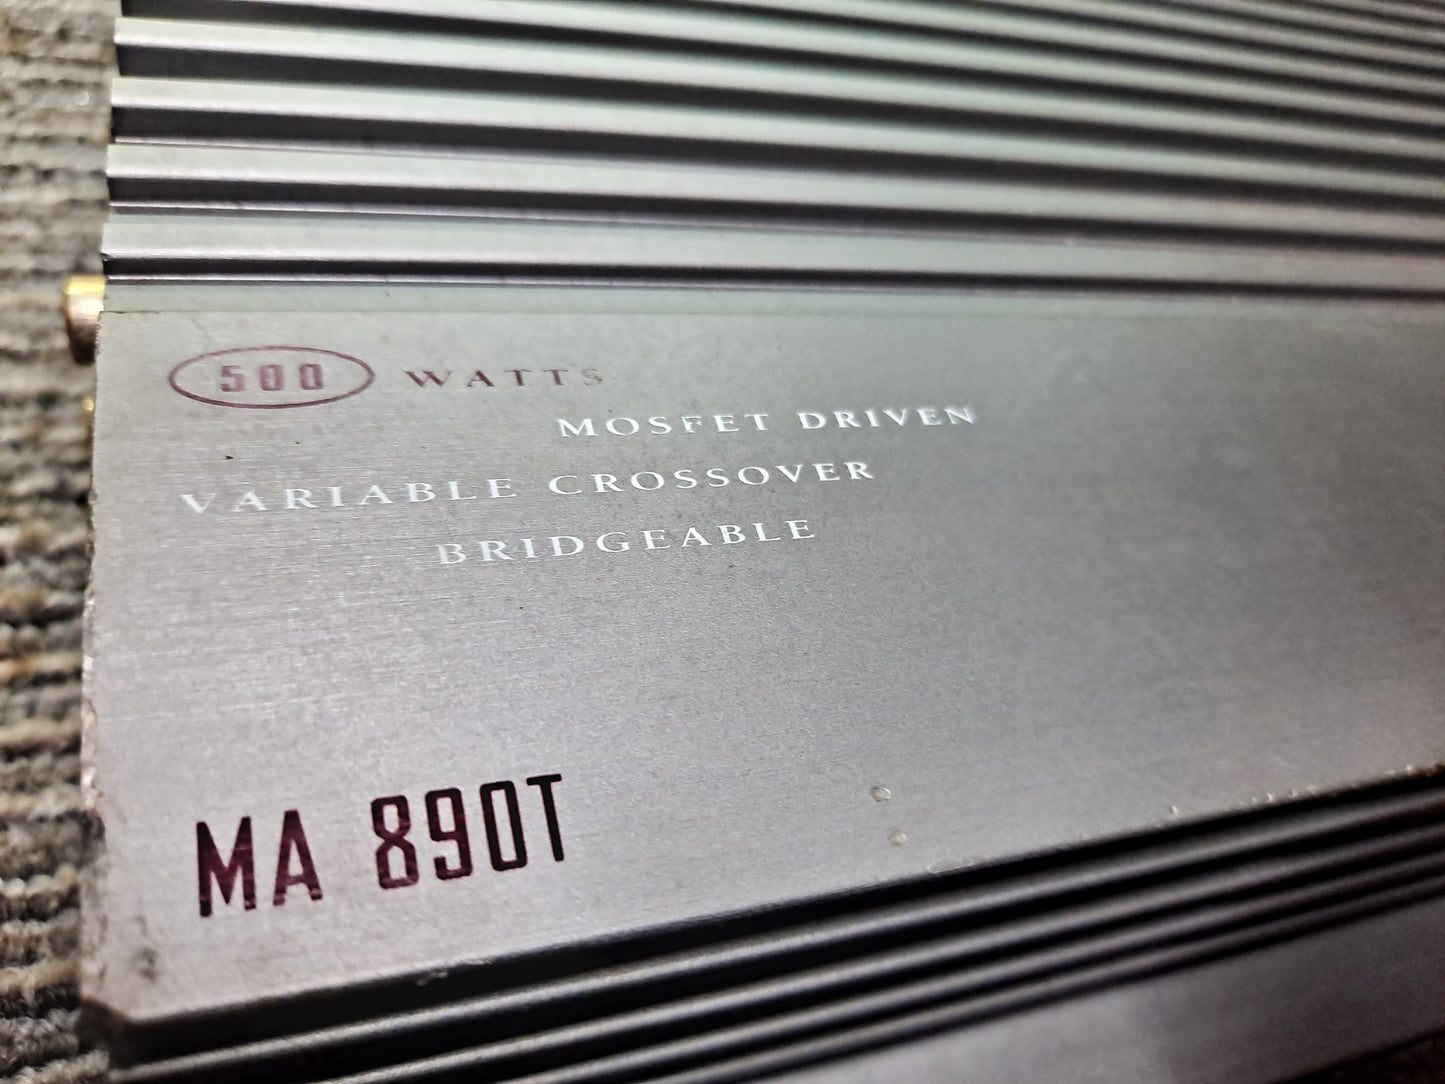 500 WATTS
MOSFET DRIVEN
VARIABLE CROSSOVER
BRIDGEABLE
MA 890T